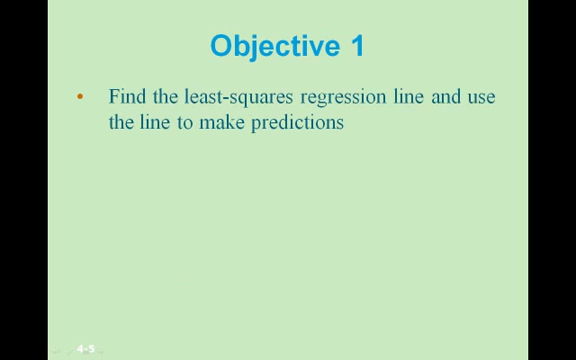 Objective 1
• Find the least-squares regression line and use
the line to make predictions
4-5